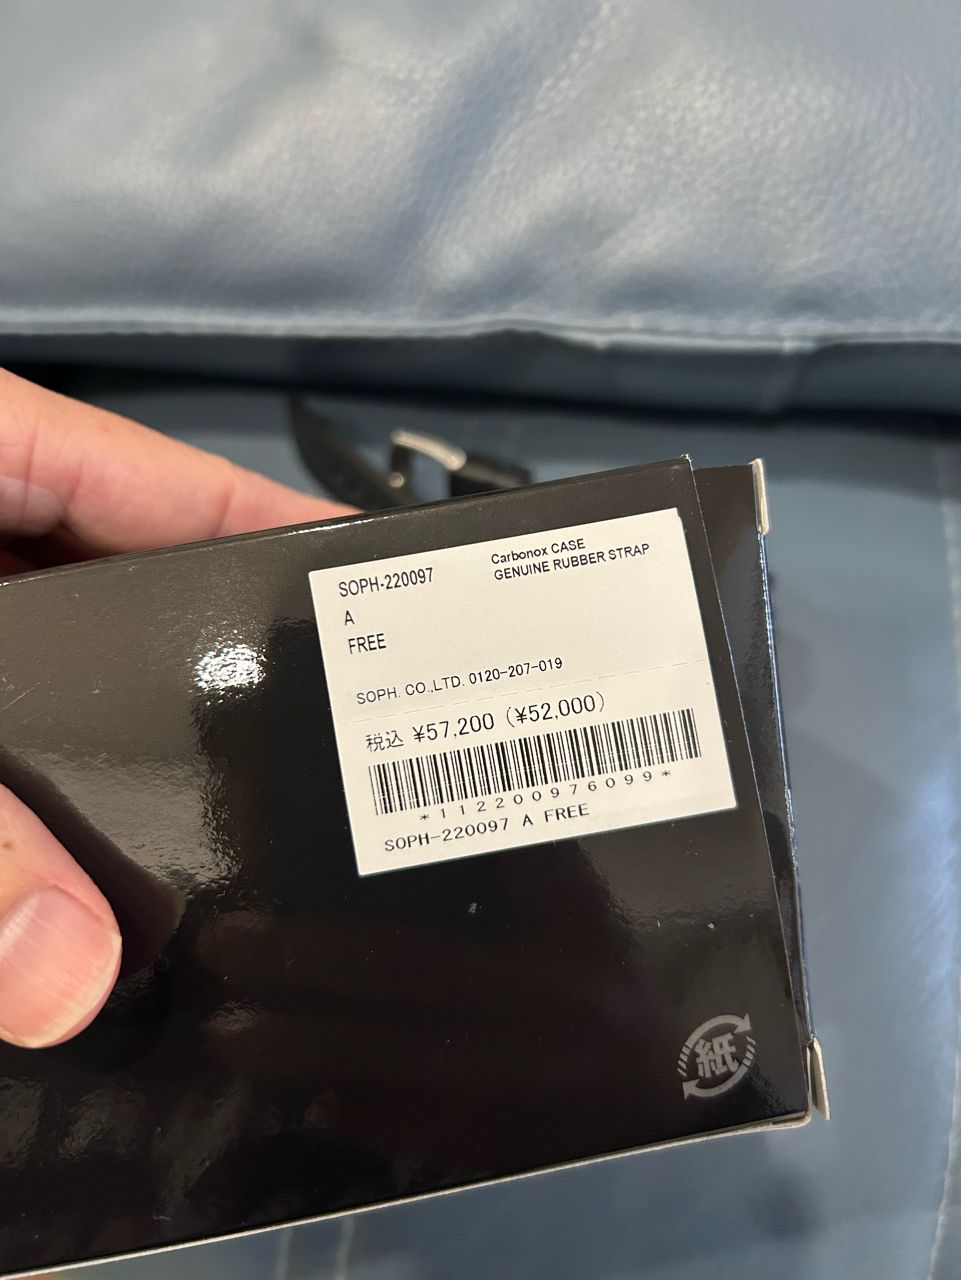 SOPH-220097
Carbonox CASE
GENUINE RUBBER STRAP
A
FREE
SOPH. CO.,LTD. 0120-207-019
税込 ¥57,200 (¥52,000)
*112200976099*
SOPH-220097 A FREE
紙